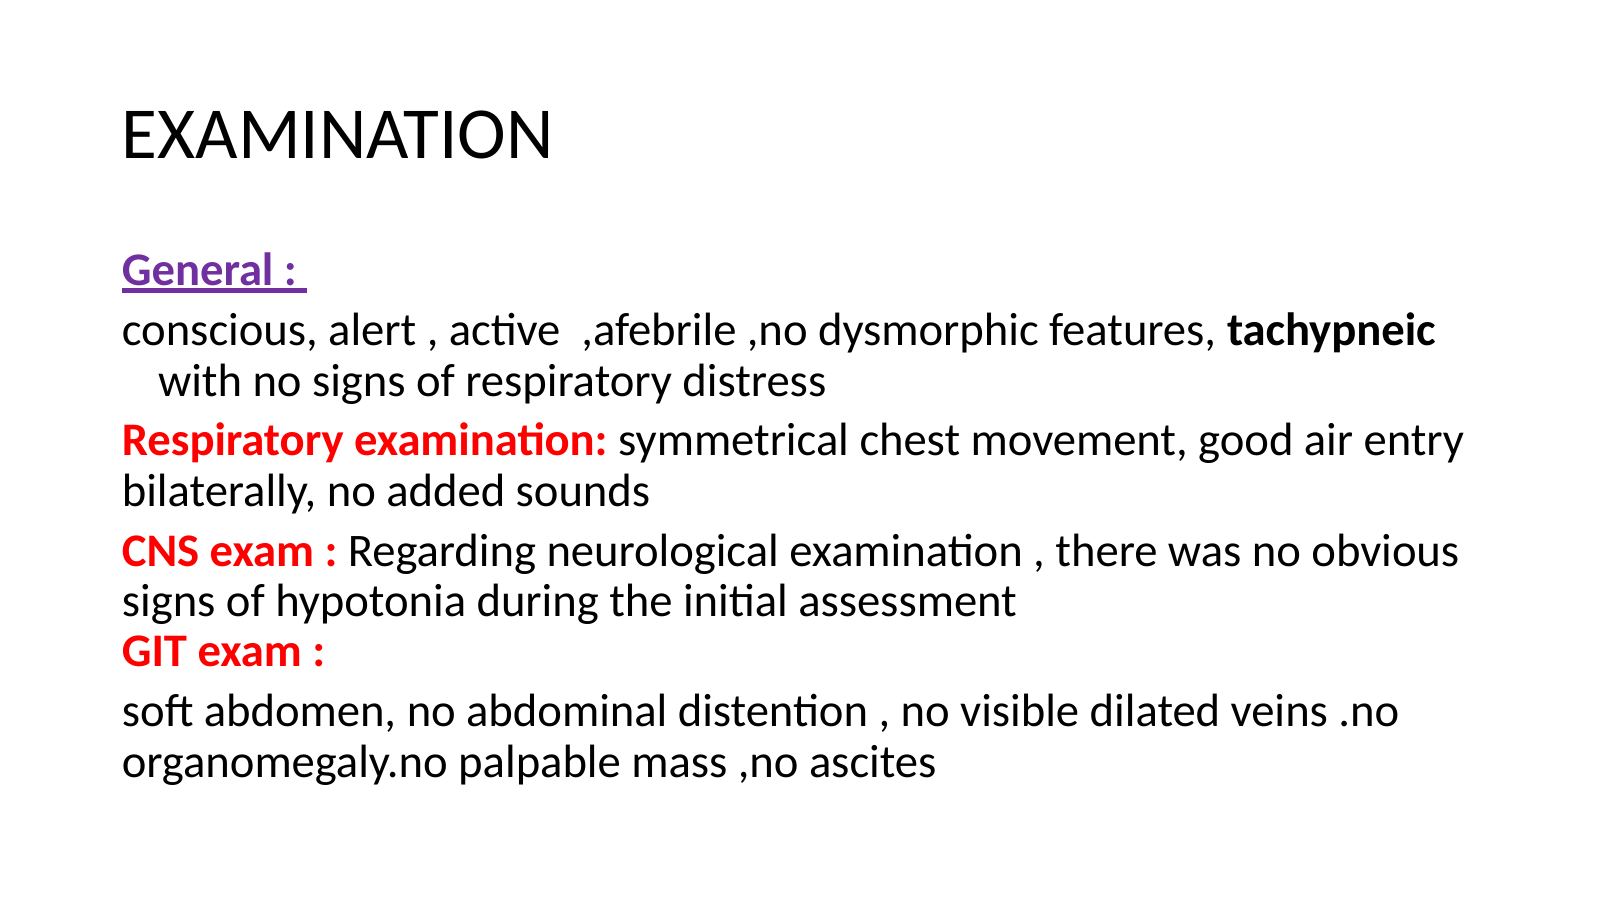 EXAMINATION
General :
conscious, alert , active  ,afebrile ,no dysmorphic features, tachypneic
with no signs of respiratory distress
Respiratory examination: symmetrical chest movement, good air entry
bilaterally, no added sounds
CNS exam : Regarding neurological examination , there was no obvious
signs of hypotonia during the initial assessment
GIT exam :
soft abdomen, no abdominal distention , no visible dilated veins .no
organomegaly.no palpable mass ,no ascites